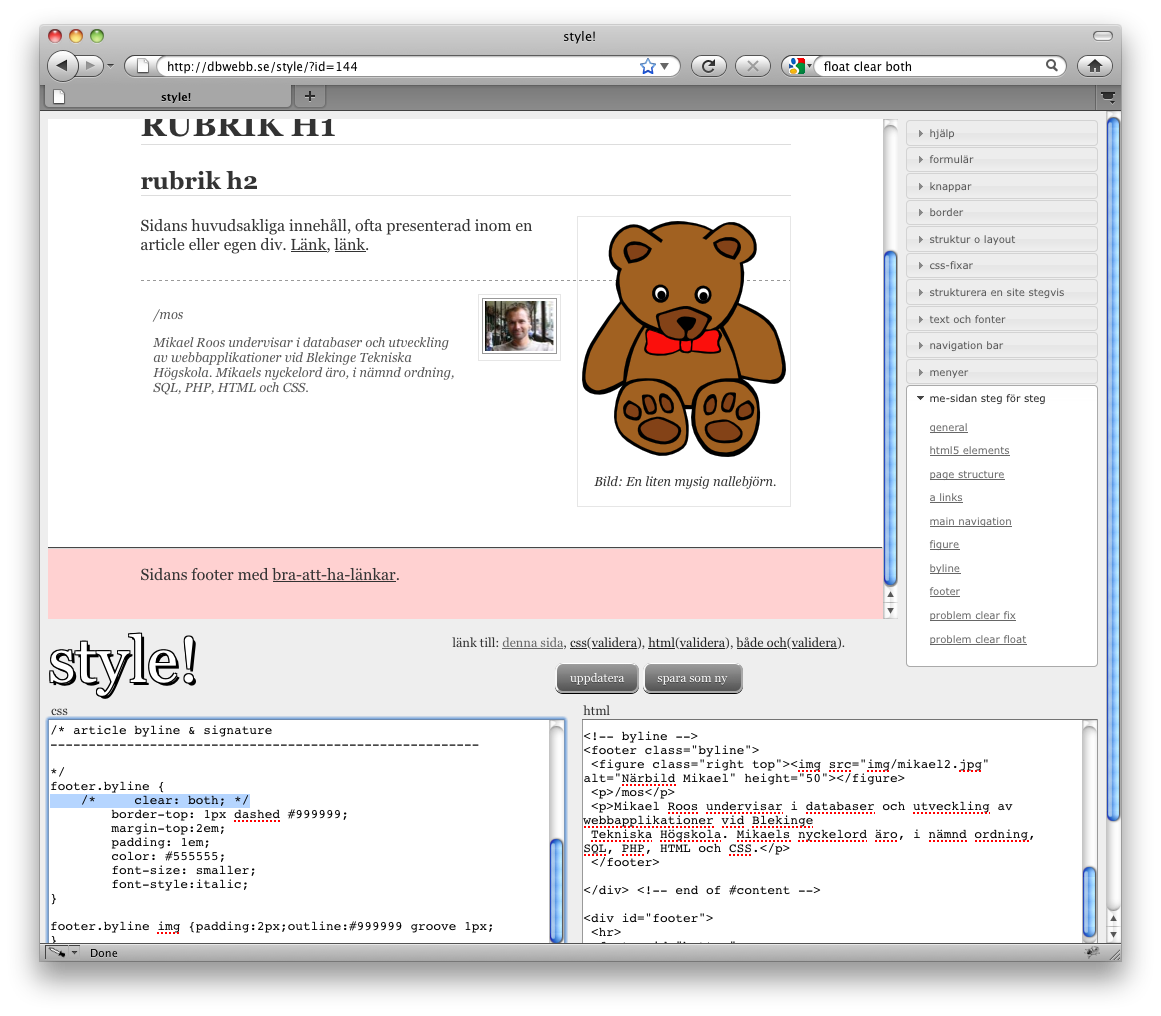 style!
http://dbwebb.se/style/?id=144
float clear both
style!
RUBRIK H1
rubrik h2
Sidans huvudsakliga innehåll, ofta presenterad inom en
article eller egen div. Länk, länk.
/mos
Mikael Roos undervisar i databaser och utveckling
av webbapplikationer vid Blekinge Tekniska
Högskola. Mikaels nyckelord äro, i nämnd ordning,
SQL, PHP, HTML och CSS.
Bild: En liten mysig nallebjörn.
Sidans footer med bra-att-ha-länkar.
hjälp
formulär
knappar
border
struktur o layout
css-fixar
strukturera en site stegvis
text och fonter
navigation bar
menyer
me-sidan steg för steg
general
html5 elements
page structure
a links
main navigation
figure
byline
footer
problem clear fix
problem clear float
style!
länk till: denna sida, css(validera), html(validera), både och(validera).
uppdatera
spara som ny
css
/* article byline & signature
--------------------------------------------------------
*/
footer.byline {
/* clear: both; */
border-top: 1px dashed #999999;
margin-top:2em;
padding: 1em;
color: #555555;
font-size: smaller;
font-style:italic;
}
footer.byline img {padding:2px;outline:#999999 groove 1px;
}
html
<!-- byline -->
<footer class="byline">
<figure class="right top"><img src="img/mikael2.jpg"
alt="Närbild Mikael" height="50"></figure>
<p>/mos</p>
<p>Mikael Roos undervisar i databaser och utveckling av
webbapplikationer vid Blekinge
Tekniska Högskola. Mikaels nyckelord äro, i nämnd ordning,
SQL, PHP, HTML och CSS.</p>
</footer>
</div> <!-- end of #content -->
<div id="footer">
<hr>
Done